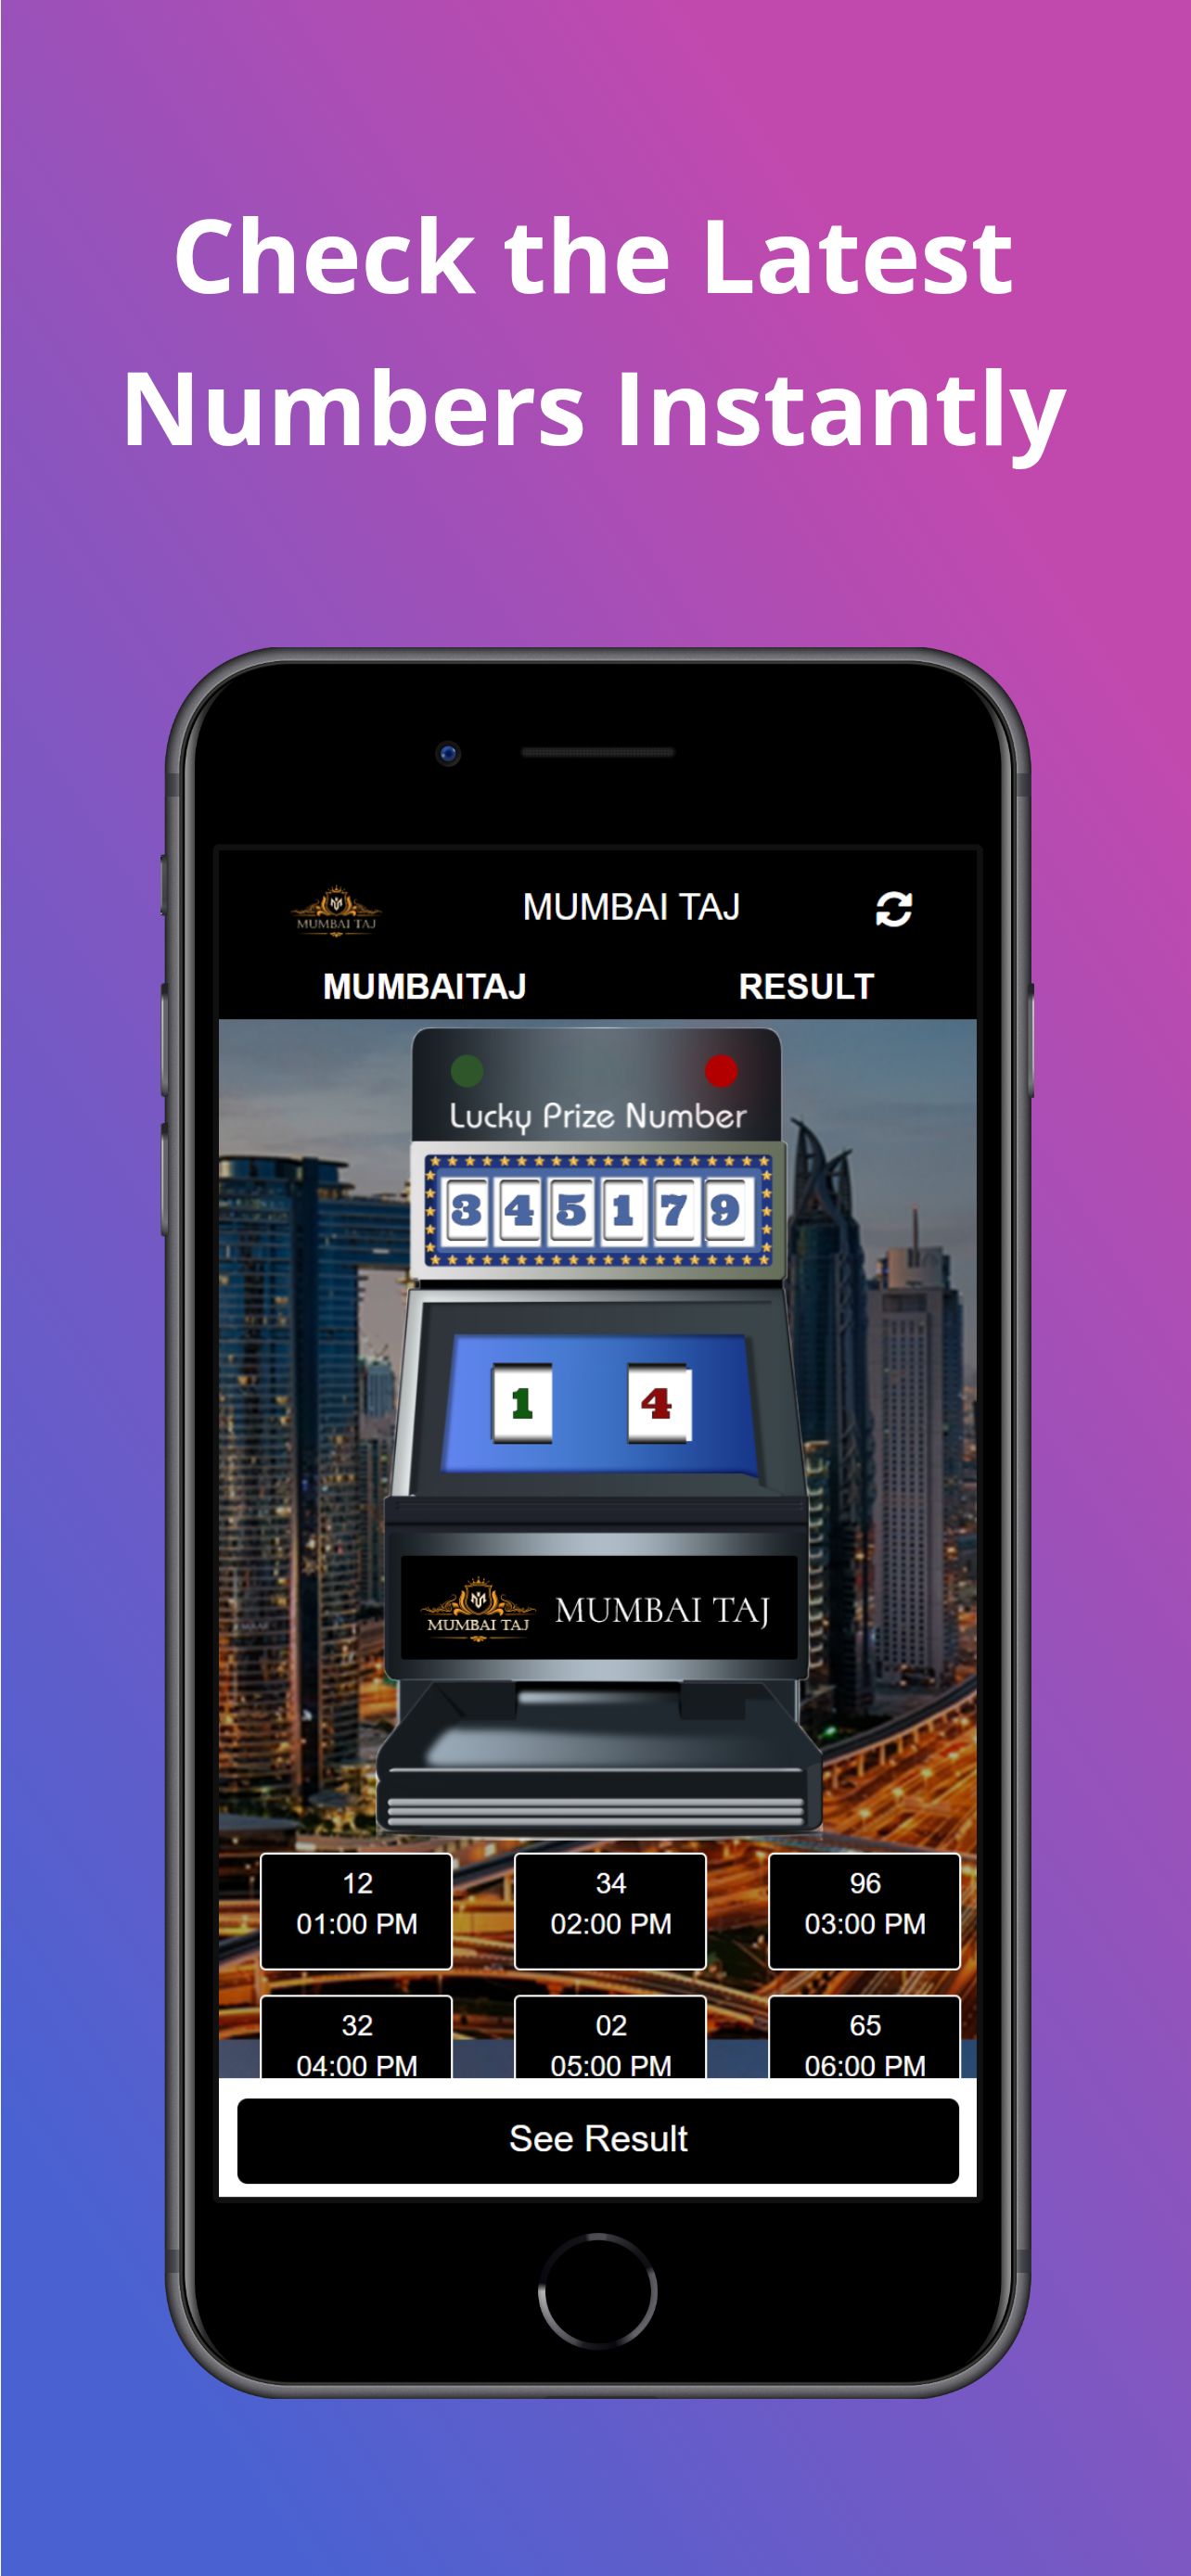 Check the Latest
Numbers Instantly
MUMBAI TAJ
MUMBAI TAJ
MUMBAITAJ RESULT
Lucky Prize Number
3 4 5 1 7 9
1 4
MUMBAI TAJ
MUMBAI TAJ
12 34 96
01:00 PM 02:00 PM 03:00 PM
32 02 65
04:00 PM 05:00 PM 06:00 PM
See Result